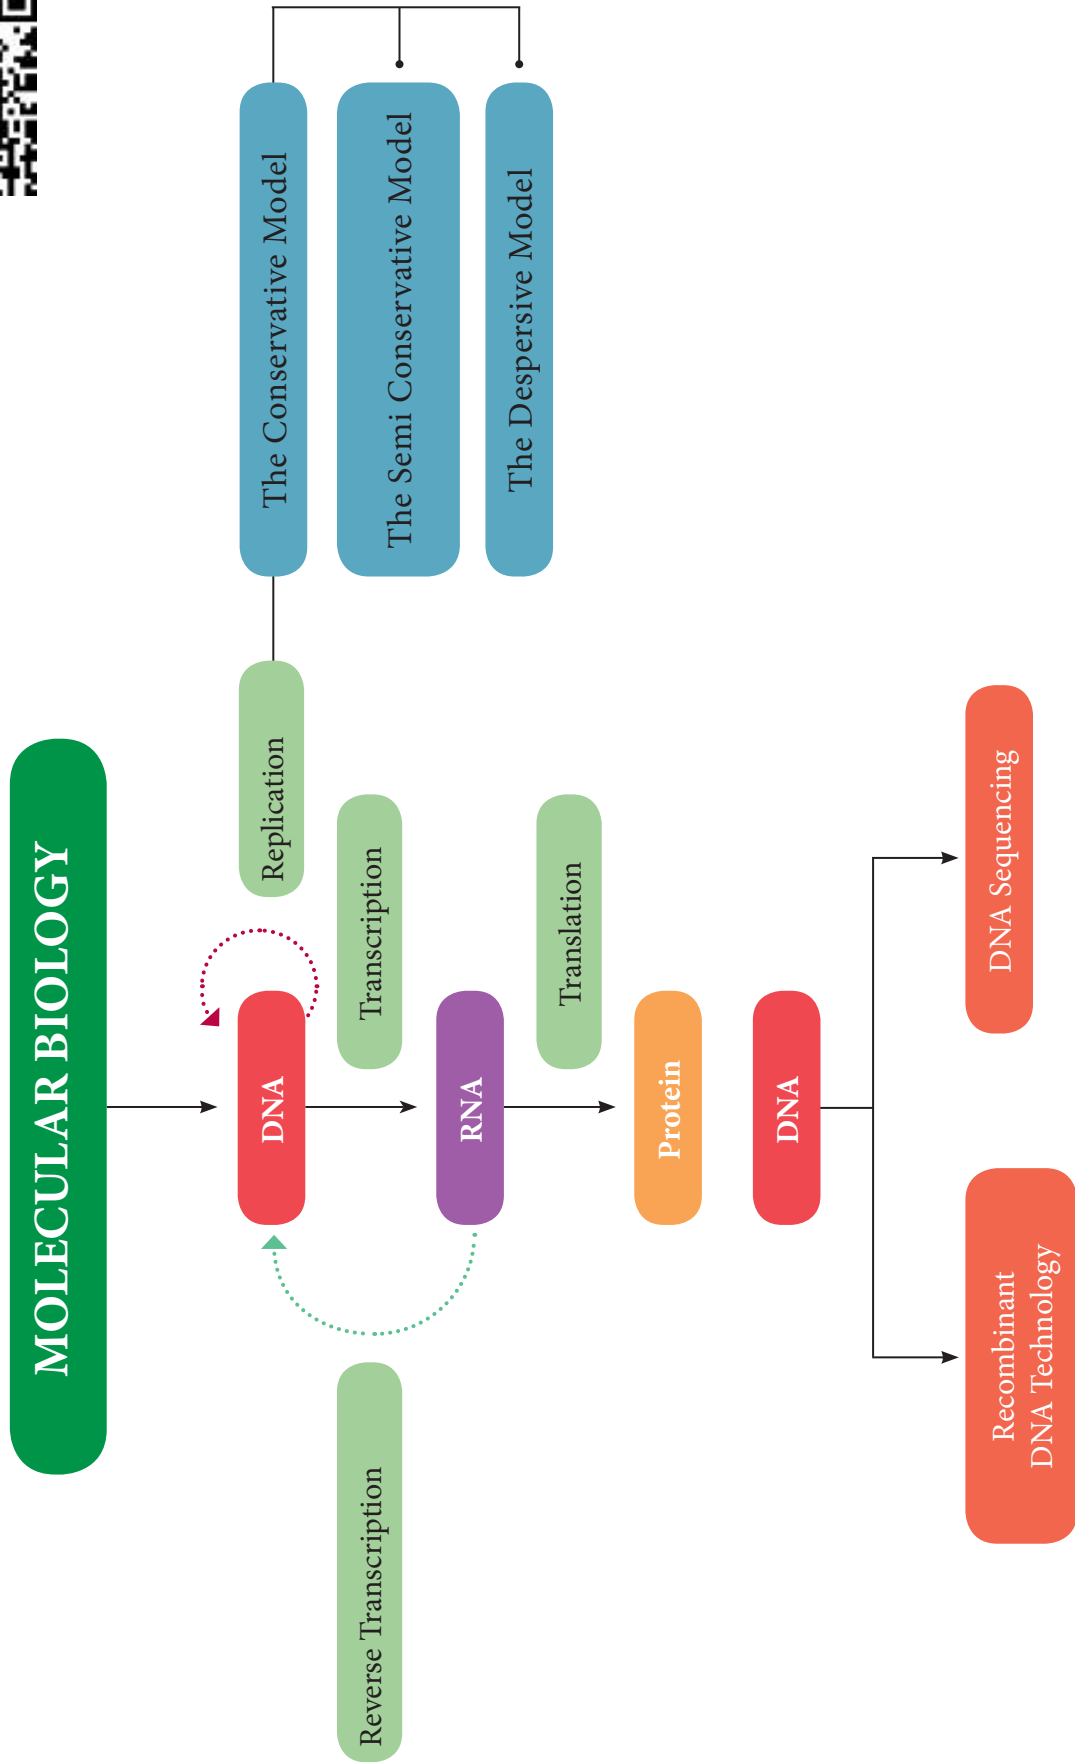 MOLECULAR BIOLOGY
DNA
Replication
The Conservative Model
The Semi Conservative Model
The Despersive Model
Reverse Transcription
Transcription
RNA
Translation
Protein
DNA
Recombinant
DNA Technology
DNA Sequencing